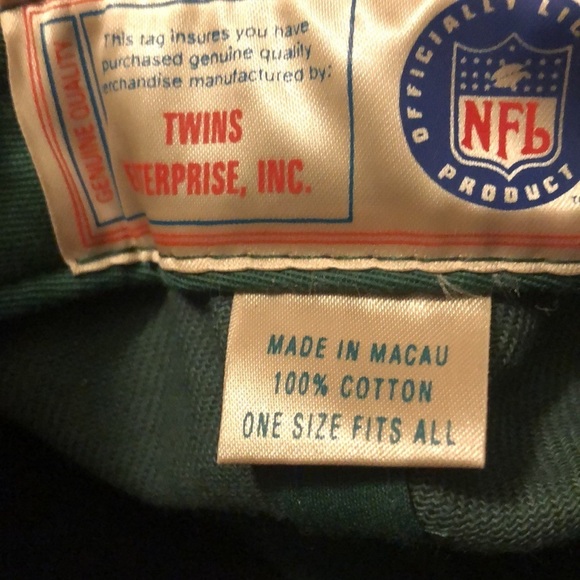 GENUINE QUALITY
This tag insures you have
purchased genuine quality
erchandise manufactured by:
TWINS
TERPRISE, INC.
OFFICIALLY LI
NFL
PRODUCT
MADE IN MACAU
100% COTTON
ONE SIZE FITS ALL